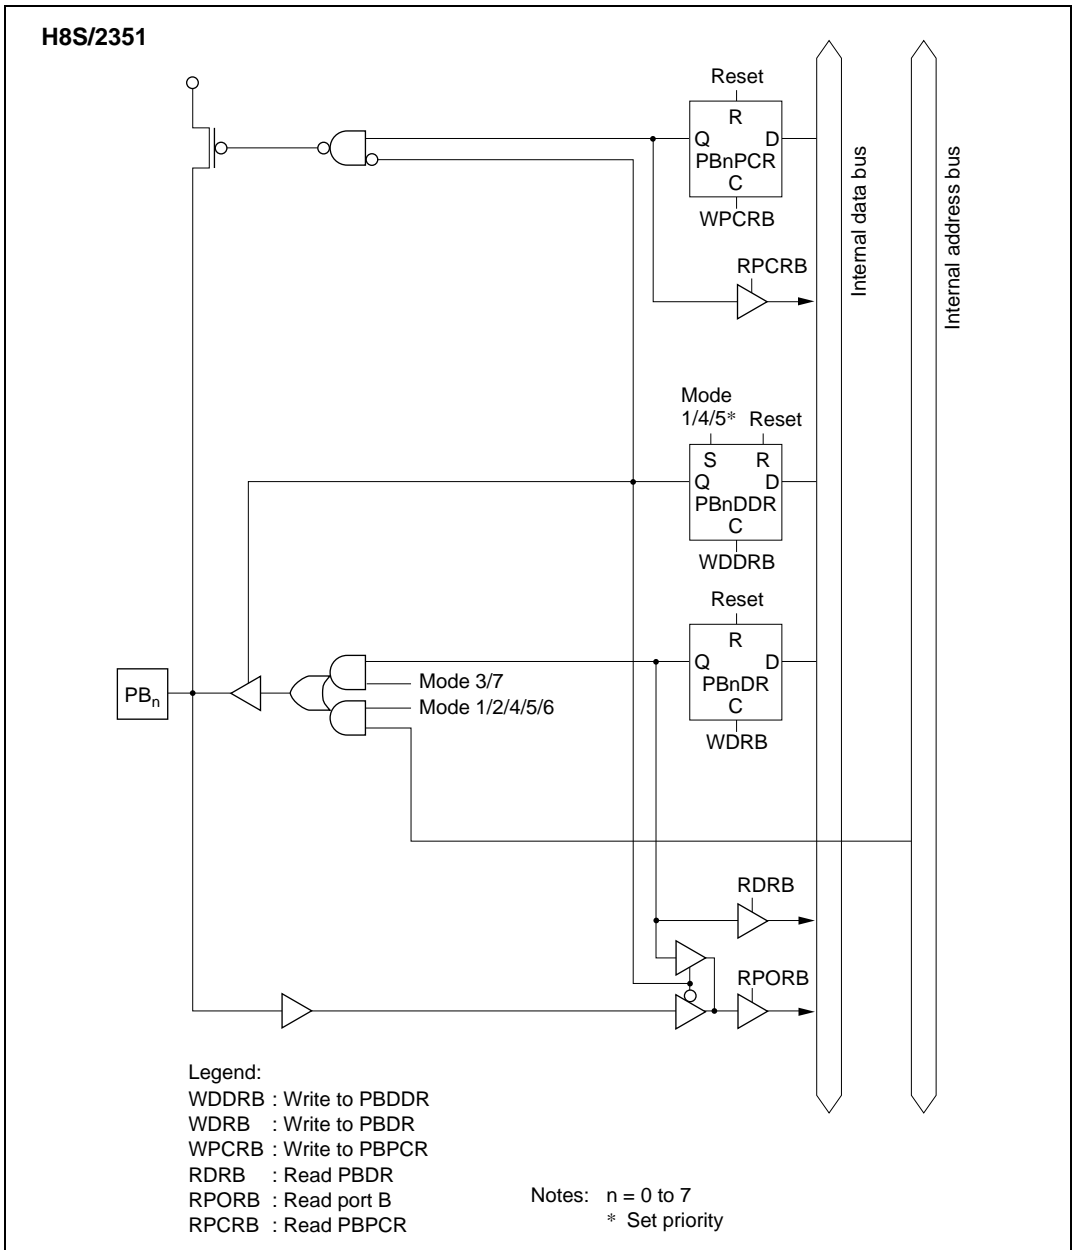 H8S/2351
Reset
R
Q D
PBnPCR
C
WPCRB
RPCRB
Internal data bus
Internal address bus
Mode
1/4/5* Reset
S R
Q D
PBnDDR
C
WDDRB
Reset
R
Q D
PBnDR
C
WDRB
PBn
Mode 3/7
Mode 1/2/4/5/6
RDRB
RPORB
Legend:
WDDRB : Write to PBDDR
WDRB : Write to PBDR
WPCRB : Write to PBPCR
RDRB : Read PBDR
RPORB : Read port B
RPCRB : Read PBPCR
Notes: n = 0 to 7
* Set priority